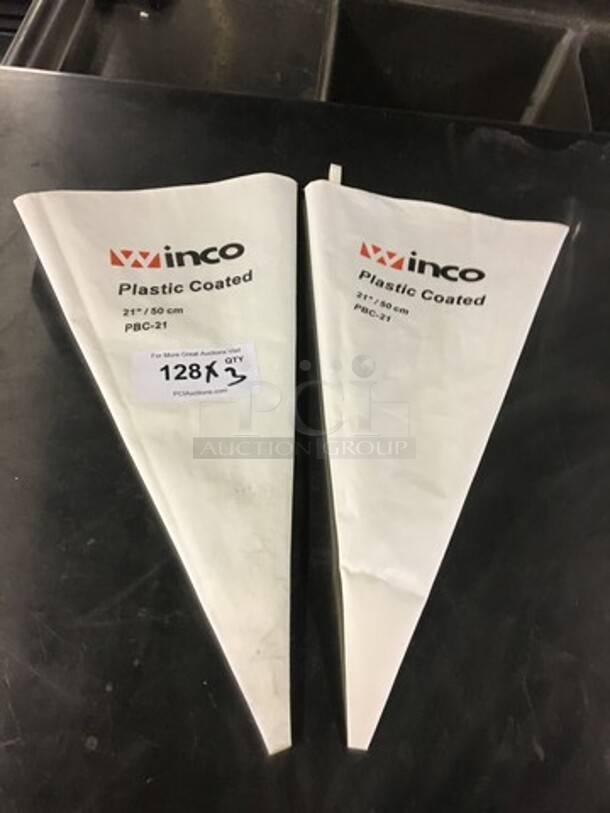 Winco
Plastic Coated
21" / 50 cm
PBC-21
For More Great Auctions Visit
128 X QTY 3
PCIAuctions.com
Winco
Plastic Coated
21" / 50 cm
PBC-21
PCI
AUCTION GROUP